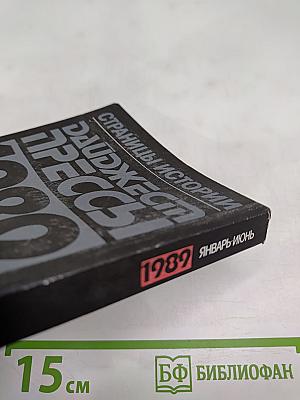 СТРАНИЦЫ ИСТОРИИ
ДАЙДЖЕСТ
ПРЕССЫ
1989
1989 ЯНВАРЬ-ИЮНЬ
15 см
БФ БИБЛИОФАН